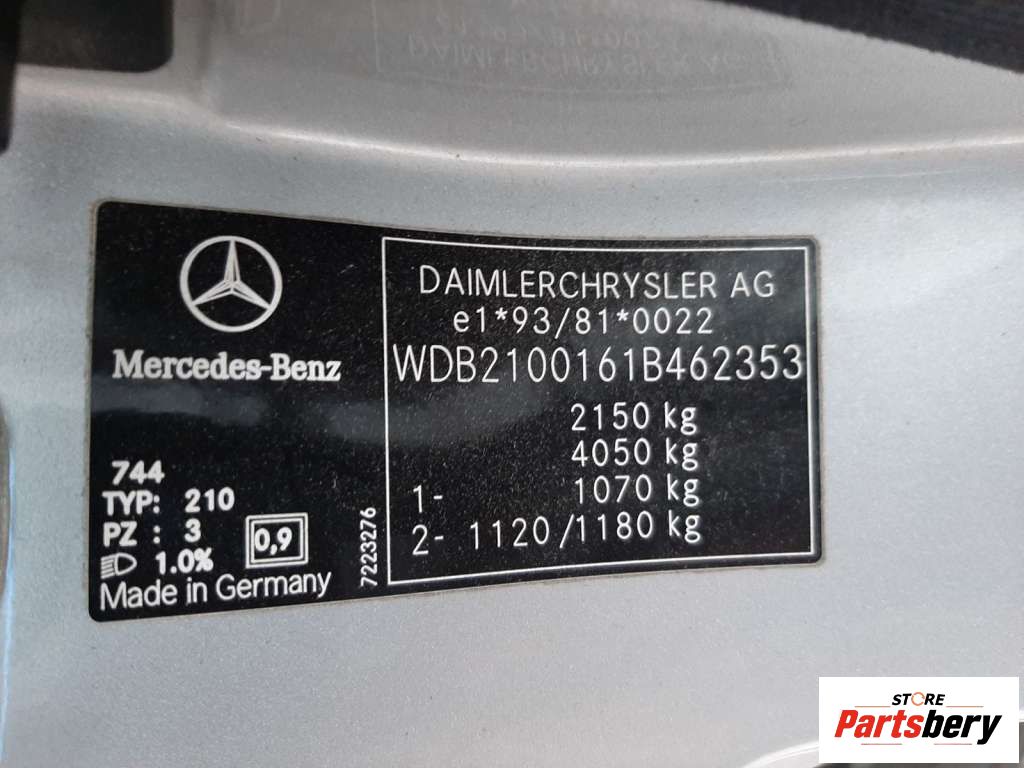 Mercedes-Benz
744
TYP: 210
PZ : 3
1.0%
0,9
Made in Germany
7223276
DAIMLERCHRYSLER AG
e1*93/81*0022
WDB2100161B462353
2150 kg
4050 kg
1- 1070 kg
2- 1120/1180 kg
STORE
Partsbery